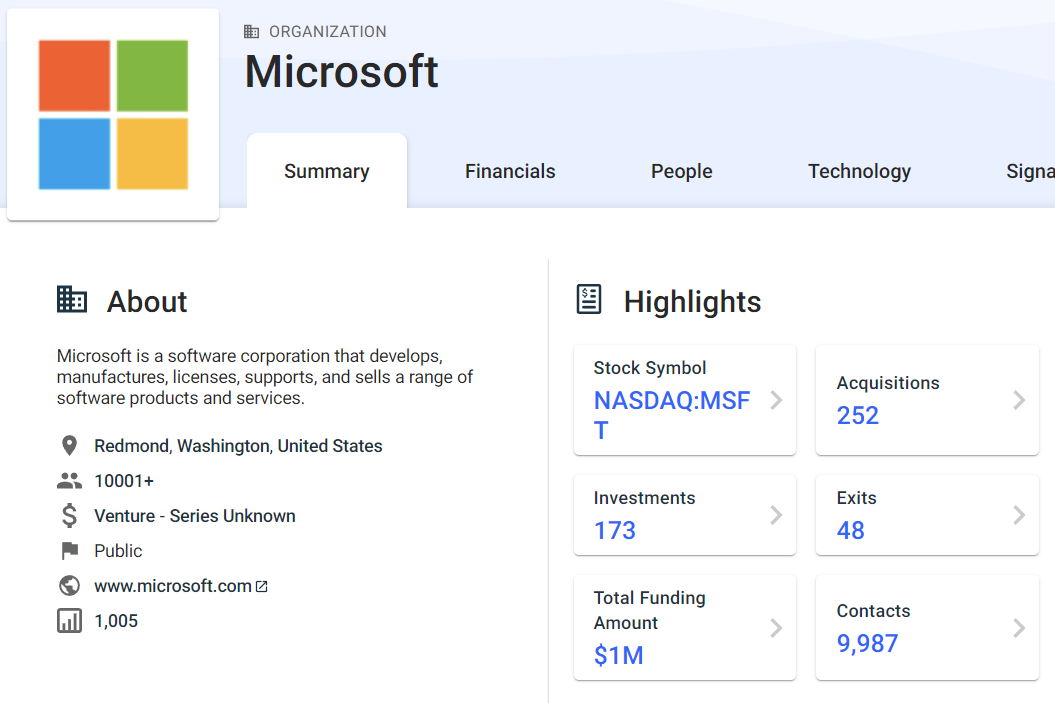 ORGANIZATION
Microsoft
Summary
Financials
People
Technology
Signa
About
Microsoft is a software corporation that develops,
manufactures, licenses, supports, and sells a range of
software products and services.
Redmond, Washington, United States
10001+
Venture - Series Unknown
Public
www.microsoft.com
1,005
Highlights
Stock Symbol
NASDAQ:MSF
T
Acquisitions
252
Investments
173
Exits
48
Total Funding
Amount
$1M
Contacts
9,987